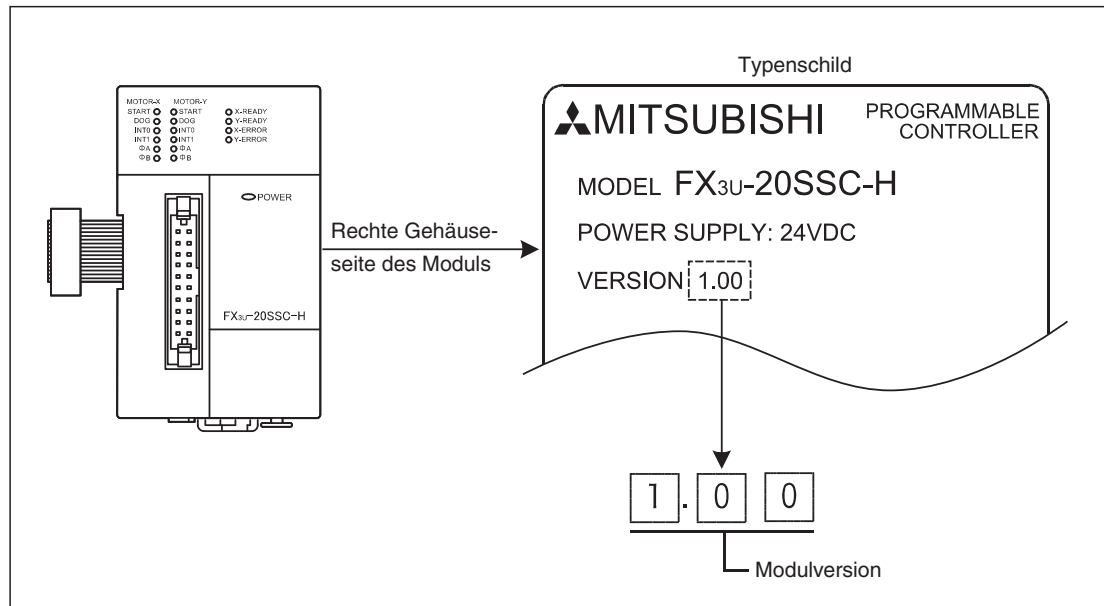 MOTOR-X MOTOR-Y
START START X-READY
DOG DOG Y-READY
INT0 INT0 X-ERROR
INT1 INT1 Y-ERROR
ΦA ΦA
ΦB ΦB
POWER
FX3U-20SSC-H
Rechte Gehäuse-
seite des Moduls
Typenschild
MITSUBISHI
PROGRAMMABLE
CONTROLLER
MODEL FX3U-20SSC-H
POWER SUPPLY: 24VDC
VERSION 1.00
1.00
Modulversion